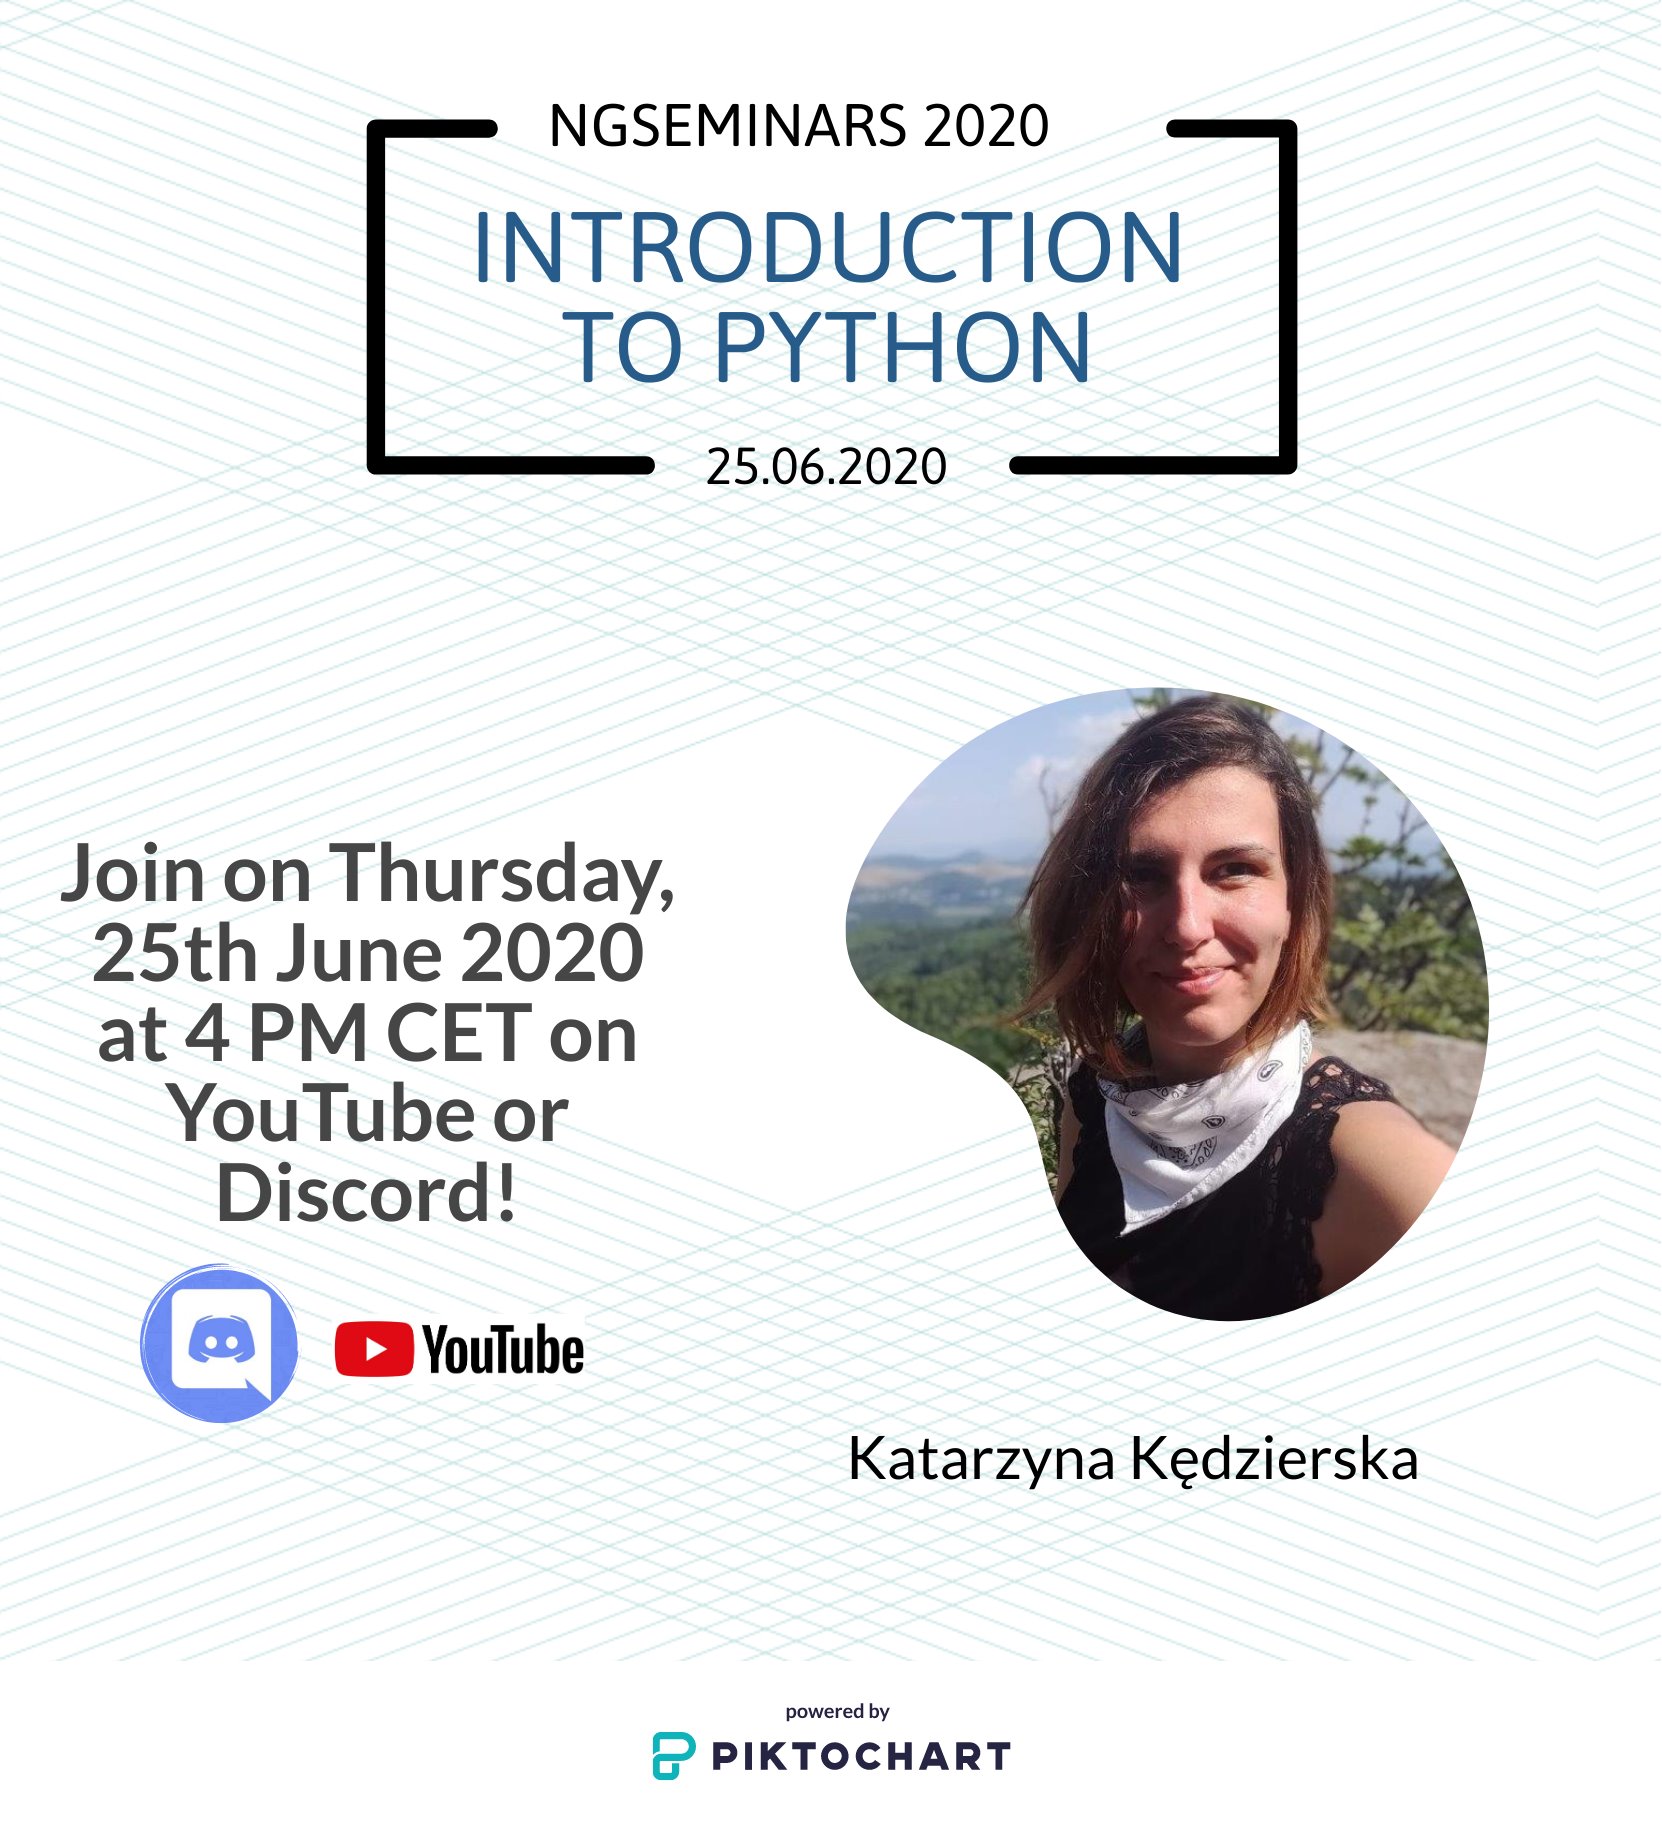 NGSEMINARS 2020
INTRODUCTION
TO PYTHON
25.06.2020
Join on Thursday,
25th June 2020
at 4 PM CET on
YouTube or
Discord!
YouTube
Katarzyna Kędzierska
powered by
PIKTOCHART